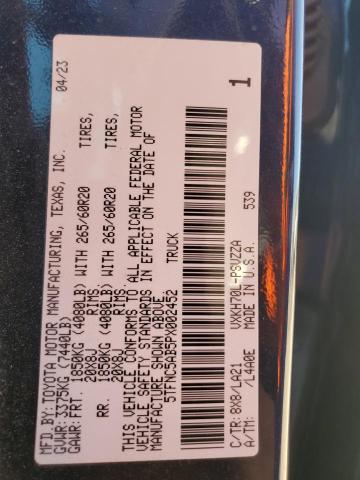 MFD.BY: TOYOTA MOTOR MANUFACTURING, TEXAS, INC. 04/23
GVWR: 3375KG (7440LB)
GAWR: FRT. 1850KG (4080LB) WITH 265/60R20 TIRES,
20X8J RIMS.
RR. 1850KG (4080LB) WITH 265/60R20 TIRES,
20X8J RIMS.
THIS VEHICLE CONFORMS TO ALL APPLICABLE FEDERAL MOTOR
VEHICLE SAFETY STANDARDS IN EFFECT ON THE DATE OF
MANUFACTURE SHOWN ABOVE.
5TFNC5AB5PX002452 TRUCK
1
C/TR: 8X8/LA21 VXKH70L-PSVZZA
A/TM: /L4A0E MADE IN U.S.A. 539